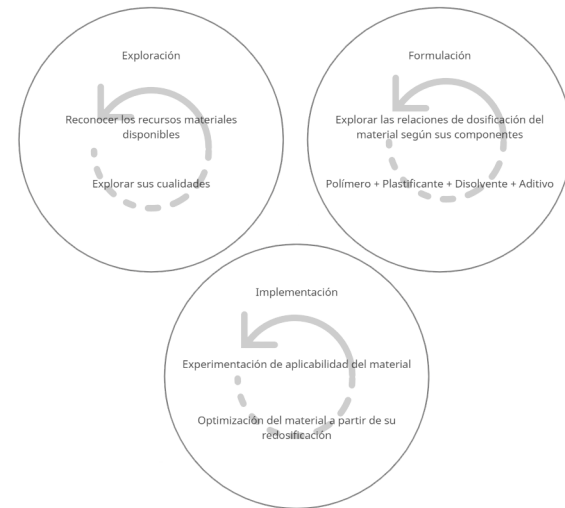 Exploración
Reconocer los recursos materiales
disponibles
Explorar sus cualidades
Formulación
Explorar las relaciones de dosificación del
material según sus componentes
Polímero + Plastificante + Disolvente + Aditivo
Implementación
Experimentación de aplicabilidad del material
Optimización del material a partir de su
redosificación